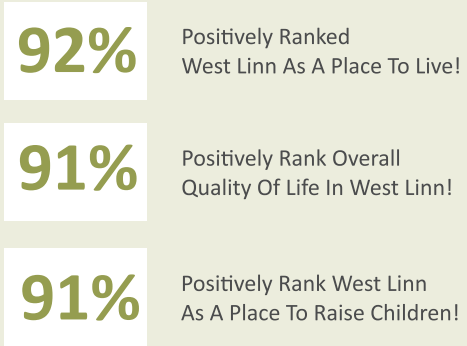 92%
Positively Ranked
West Linn As A Place To Live!
91%
Positively Rank Overall
Quality Of Life In West Linn!
91%
Positively Rank West Linn
As A Place To Raise Children!